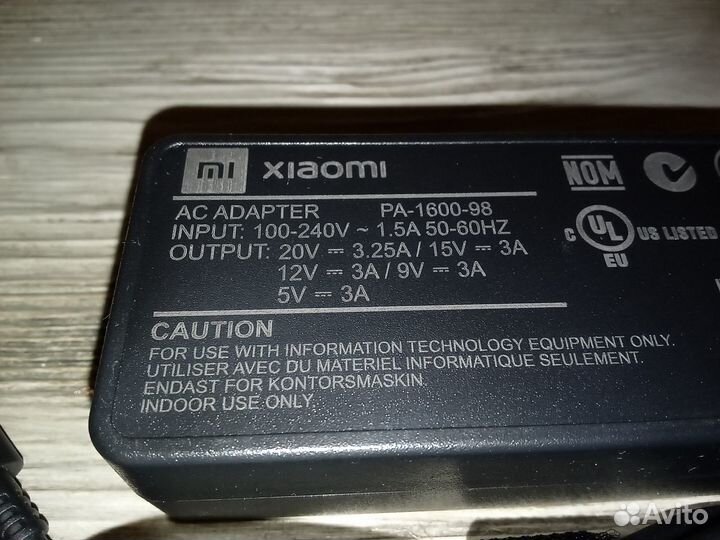 mi xiaomi
NOM
AC ADAPTER PA-1600-98
INPUT: 100-240V ~ 1.5A 50-60HZ
OUTPUT: 20V ⎓ 3.25A / 15V ⎓ 3A
12V ⎓ 3A / 9V ⎓ 3A
5V ⎓ 3A
C UL US LISTED
EU
CAUTION
FOR USE WITH INFORMATION TECHNOLOGY EQUIPMENT ONLY.
UTILISER AVEC DU MATERIEL INFORMATIQUE SEULEMENT.
ENDAST FOR KONTORSMASKIN.
INDOOR USE ONLY.
Avito